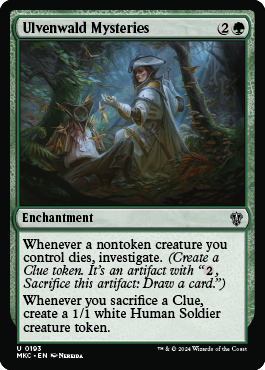 Ulvenwald Mysteries 2
Enchantment
Whenever a nontoken creature you
control dies, investigate. (Create a
Clue token. It's an artifact with "2,
Sacrifice this artifact: Draw a card.")
Whenever you sacrifice a Clue,
create a 1/1 white Human Soldier
creature token.
U 0193
MKC • EN Nereida
™ & © 2024 Wizards of the Coast